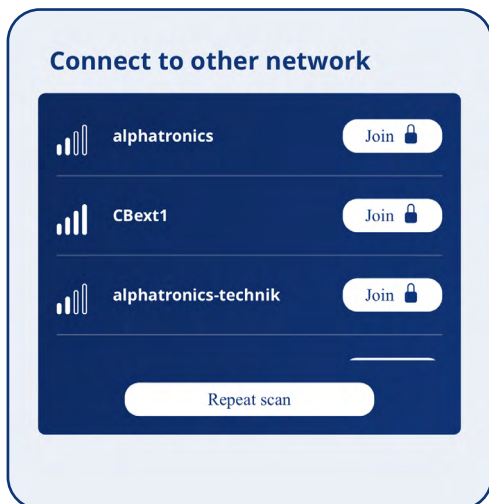 Connect to other network
alphatronics
Join
CBext1
Join
alphatronics-technik
Join
Repeat scan